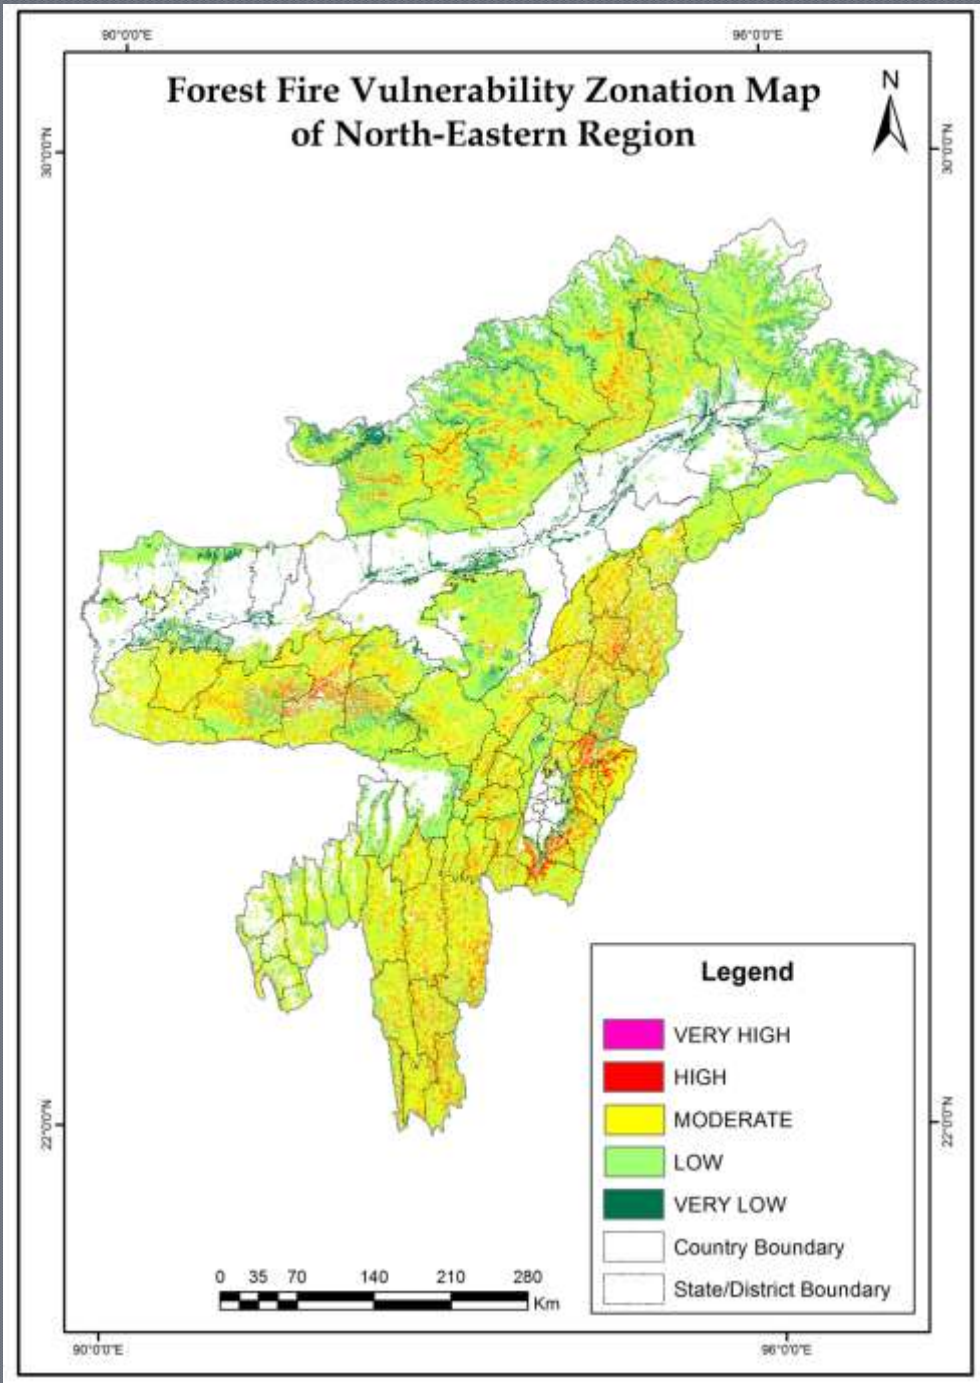 90°0'0"E
96°0'0"E
Forest Fire Vulnerability Zonation Map
of North-Eastern Region
N
30°0'0"N
30°0'0"N
Legend
VERY HIGH
HIGH
MODERATE
LOW
VERY LOW
Country Boundary
State/District Boundary
22°0'0"N
22°0'0"N
0 35 70 140 210 280
Km
90°0'0"E
96°0'0"E